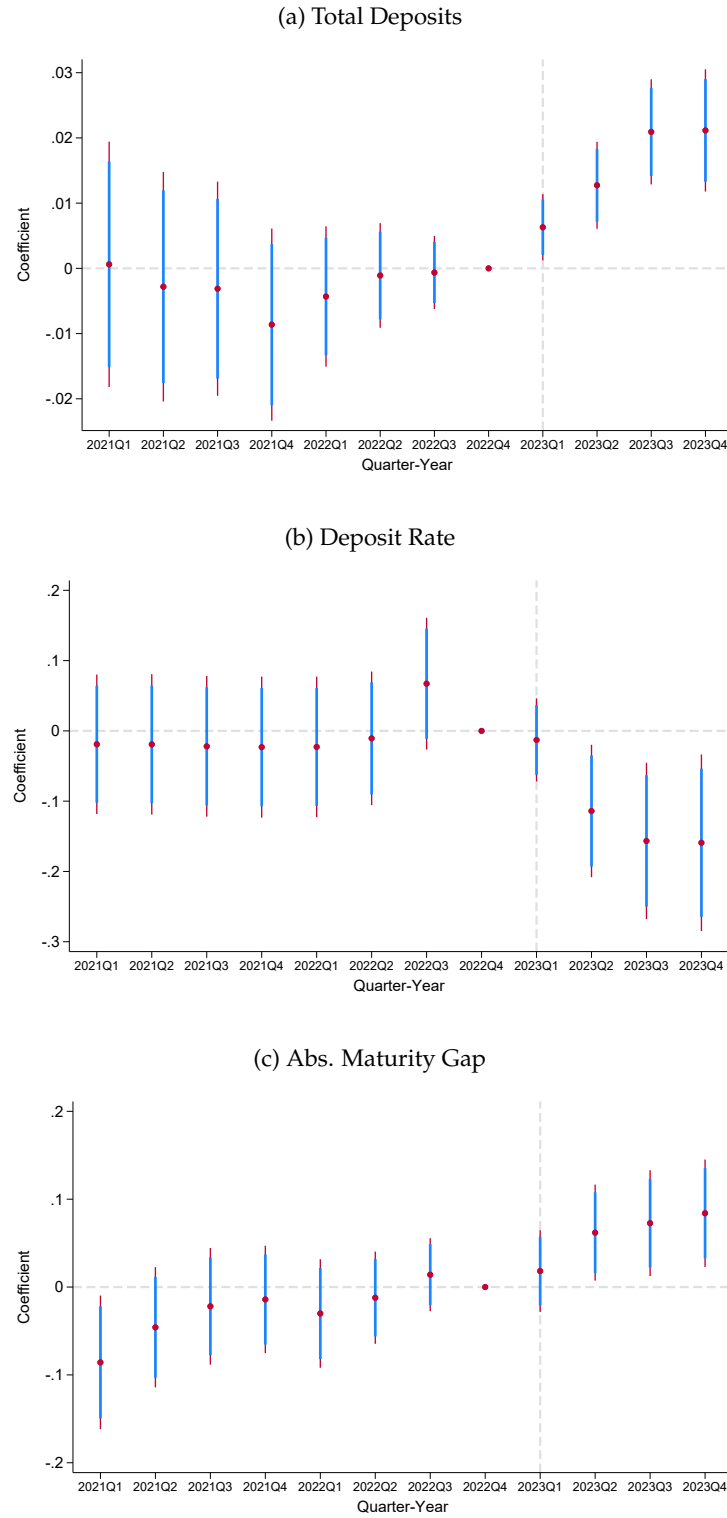 (a) Total Deposits
.03
.02
.01
0
-.01
-.02
Coefficient
2021Q1 2021Q2 2021Q3 2021Q4 2022Q1 2022Q2 2022Q3 2022Q4 2023Q1 2023Q2 2023Q3 2023Q4
Quarter-Year
(b) Deposit Rate
.2
.1
0
-.1
-.2
-.3
Coefficient
2021Q1 2021Q2 2021Q3 2021Q4 2022Q1 2022Q2 2022Q3 2022Q4 2023Q1 2023Q2 2023Q3 2023Q4
Quarter-Year
(c) Abs. Maturity Gap
.2
.1
0
-.1
-.2
Coefficient
2021Q1 2021Q2 2021Q3 2021Q4 2022Q1 2022Q2 2022Q3 2022Q4 2023Q1 2023Q2 2023Q3 2023Q4
Quarter-Year